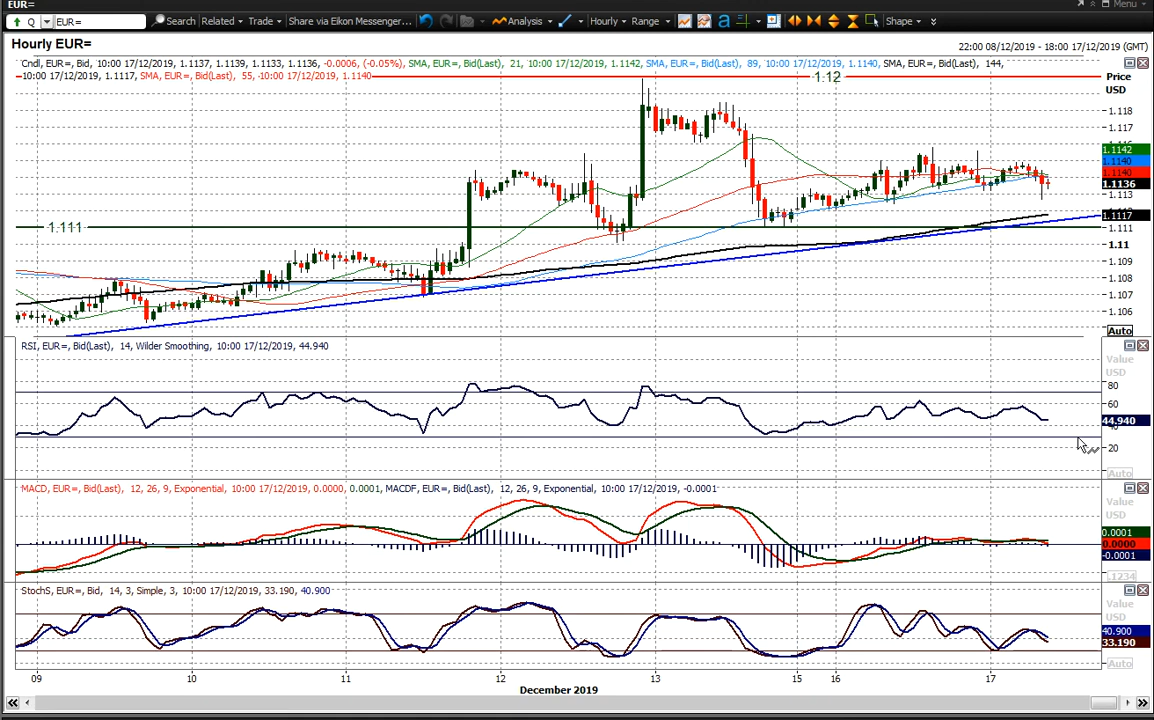 EUR=
Menu
Q EUR= Search Related Trade Share via Eikon Messenger... Analysis Hourly Range Shape
Hourly EUR=
22:00 08/12/2019 - 18:00 17/12/2019 (GMT)
Cndl, EUR=, Bid, 10:00 17/12/2019, 1.1137, 1.1139, 1.1133, 1.1136, -0.0006, (-0.05%), SMA, EUR=, Bid(Last), 21, 10:00 17/12/2019, 1.1142, SMA, EUR=, Bid(Last), 89, 10:00 17/12/2019, 1.1140, SMA, EUR=, Bid(Last), 144,
10:00 17/12/2019, 1.1117, SMA, EUR=, Bid(Last), 55, 10:00 17/12/2019, 1.1140
1.12
Price
USD
1.118
1.117
1.1142
1.1140
1.1140
1.1136
1.113
1.1117
1.111
1.111
1.11
1.109
1.108
1.107
1.106
Auto
RSI, EUR=, Bid(Last), 14, Wilder Smoothing, 10:00 17/12/2019, 44.940
Value
USD
80
60
44.940
20
Auto
MACD, EUR=, Bid(Last), 12, 26, 9, Exponential, 10:00 17/12/2019, 0.0000, 0.0001, MACDF, EUR=, Bid(Last), 12, 26, 9, Exponential, 10:00 17/12/2019, -0.0001
Value
USD
0.0001
0.0000
-0.0001
.1234
StochS, EUR=, Bid, 14, 3, Simple, 3, 10:00 17/12/2019, 33.190, 40.900
Value
USD
40.900
33.190
Auto
09 10 11 12 13 15 16 17
December 2019